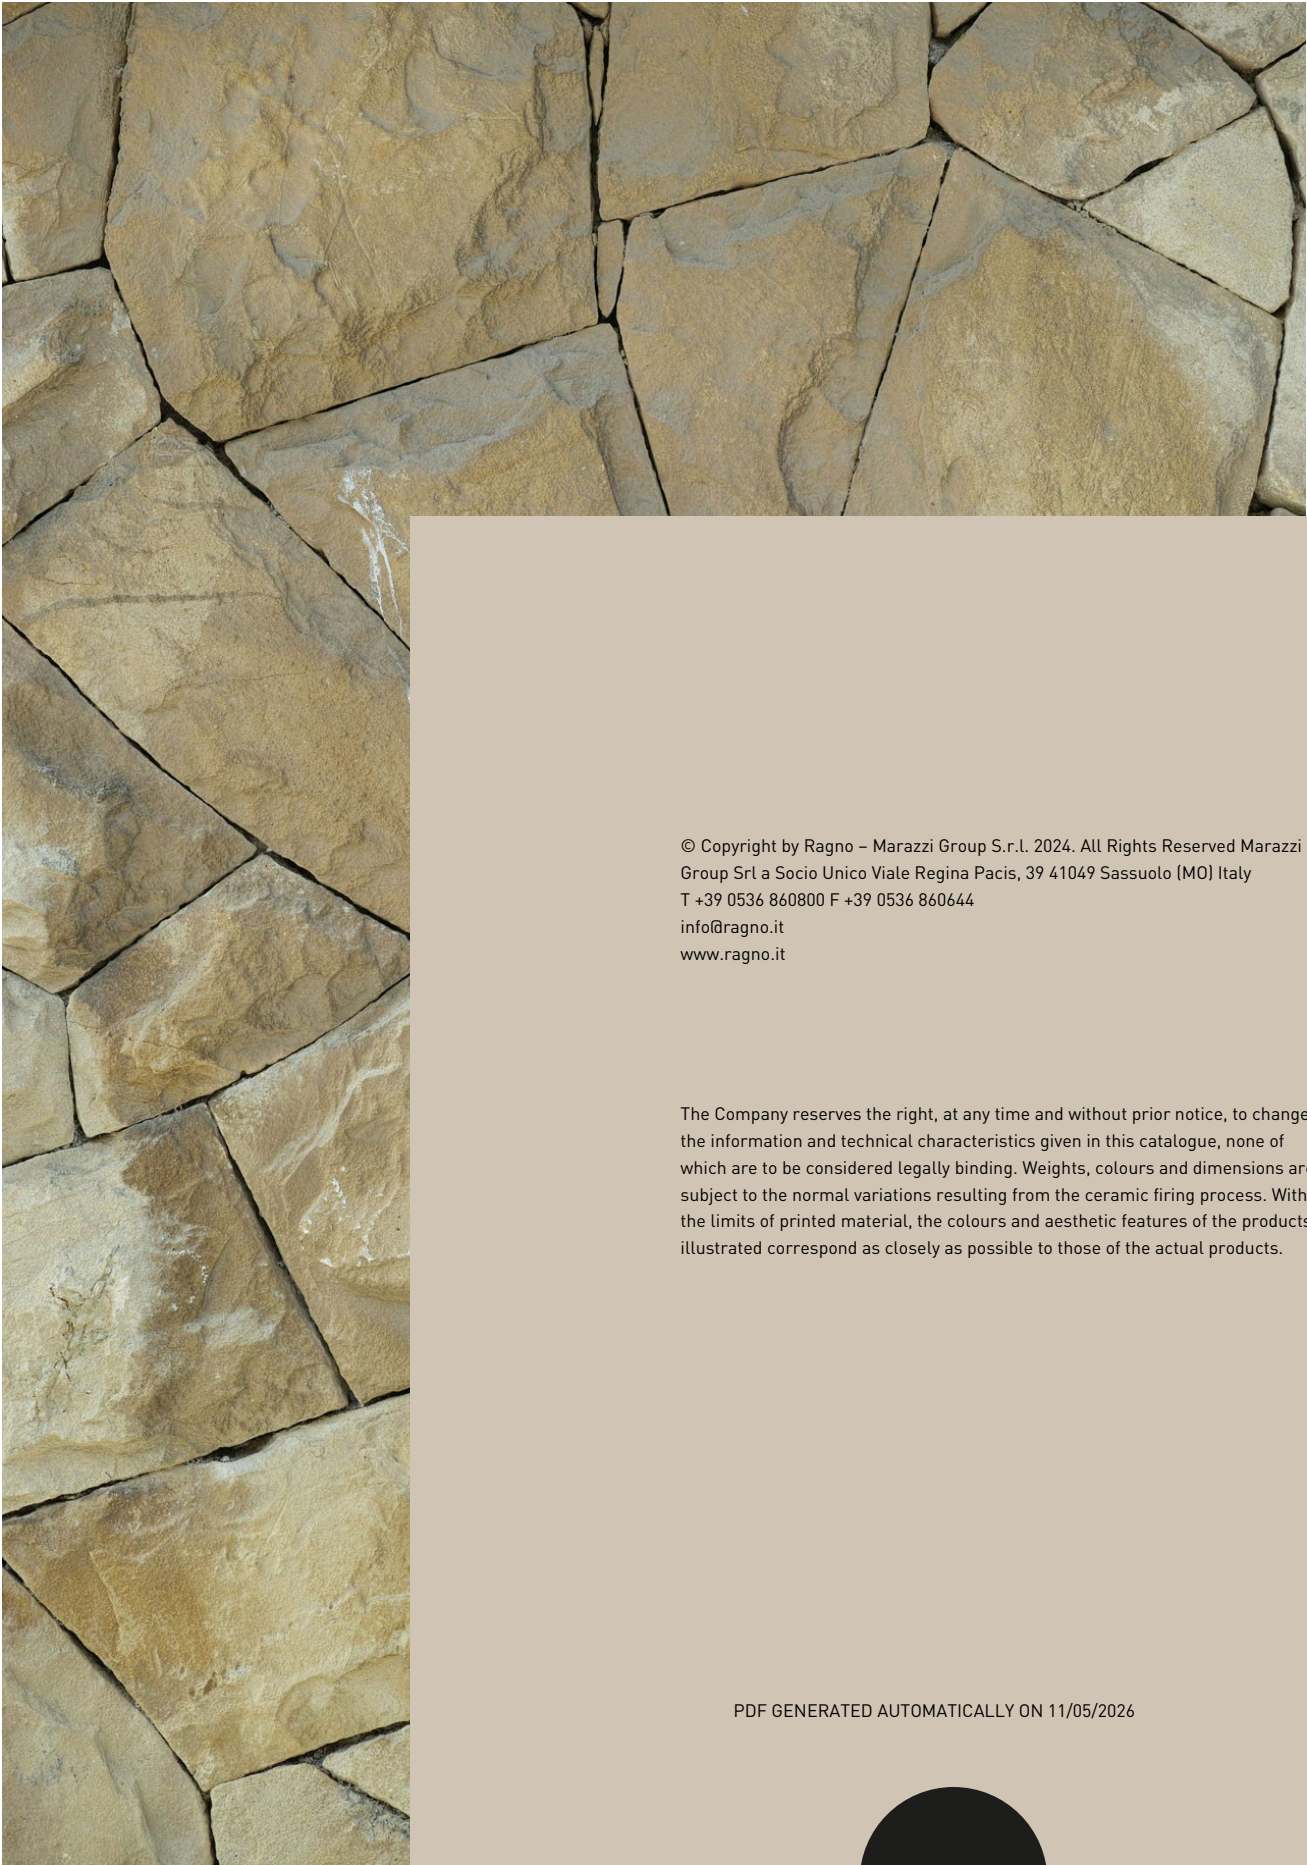 © Copyright by Ragno – Marazzi Group S.r.l. 2024. All Rights Reserved Marazzi
Group Srl a Socio Unico Viale Regina Pacis, 39 41049 Sassuolo (MO) Italy
T +39 0536 860800 F +39 0536 860644
info@ragno.it
www.ragno.it
The Company reserves the right, at any time and without prior notice, to change
the information and technical characteristics given in this catalogue, none of
which are to be considered legally binding. Weights, colours and dimensions are
subject to the normal variations resulting from the ceramic firing process. With
the limits of printed material, the colours and aesthetic features of the products
illustrated correspond as closely as possible to those of the actual products.
PDF GENERATED AUTOMATICALLY ON 11/05/2026